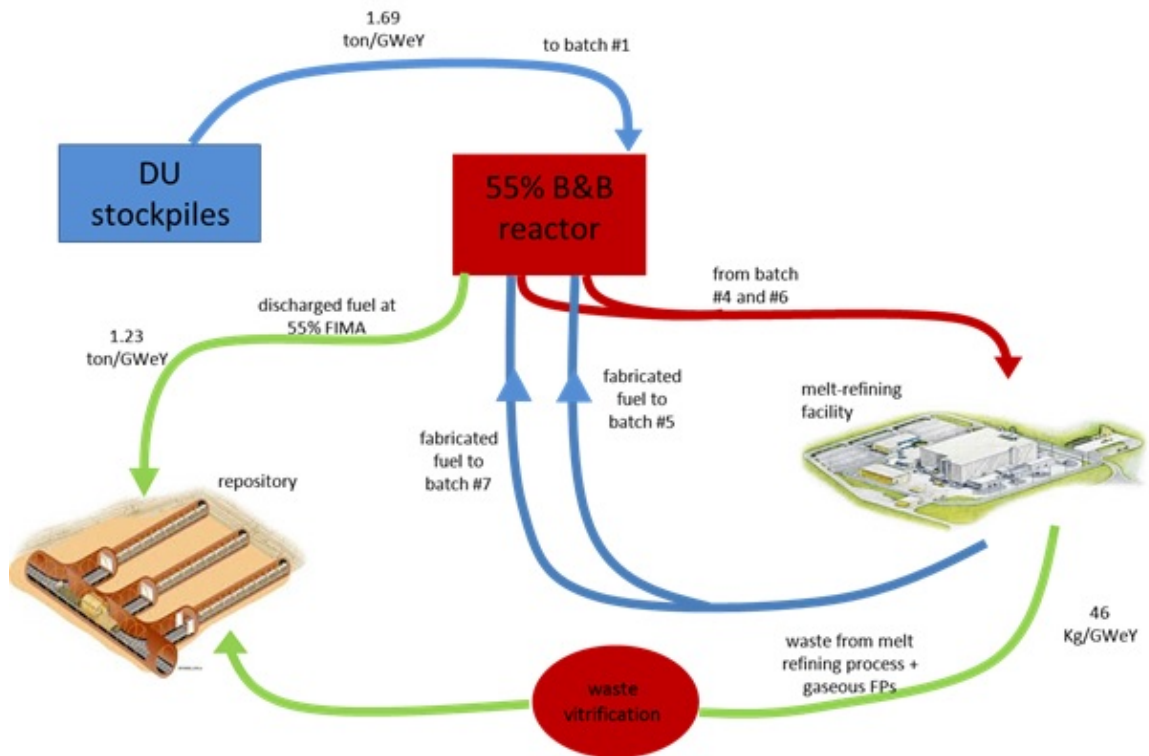 1.69
ton/GWeY
to batch #1
DU
stockpiles
55% B&B
reactor
from batch
#4 and #6
discharged fuel at
55% FIMA
1.23
ton/GWeY
fabricated
fuel to
batch #5
melt-refining
facility
fabricated
fuel to
batch #7
repository
46
Kg/GWeY
waste from melt
refining process +
gaseous FPs
waste
vitrification